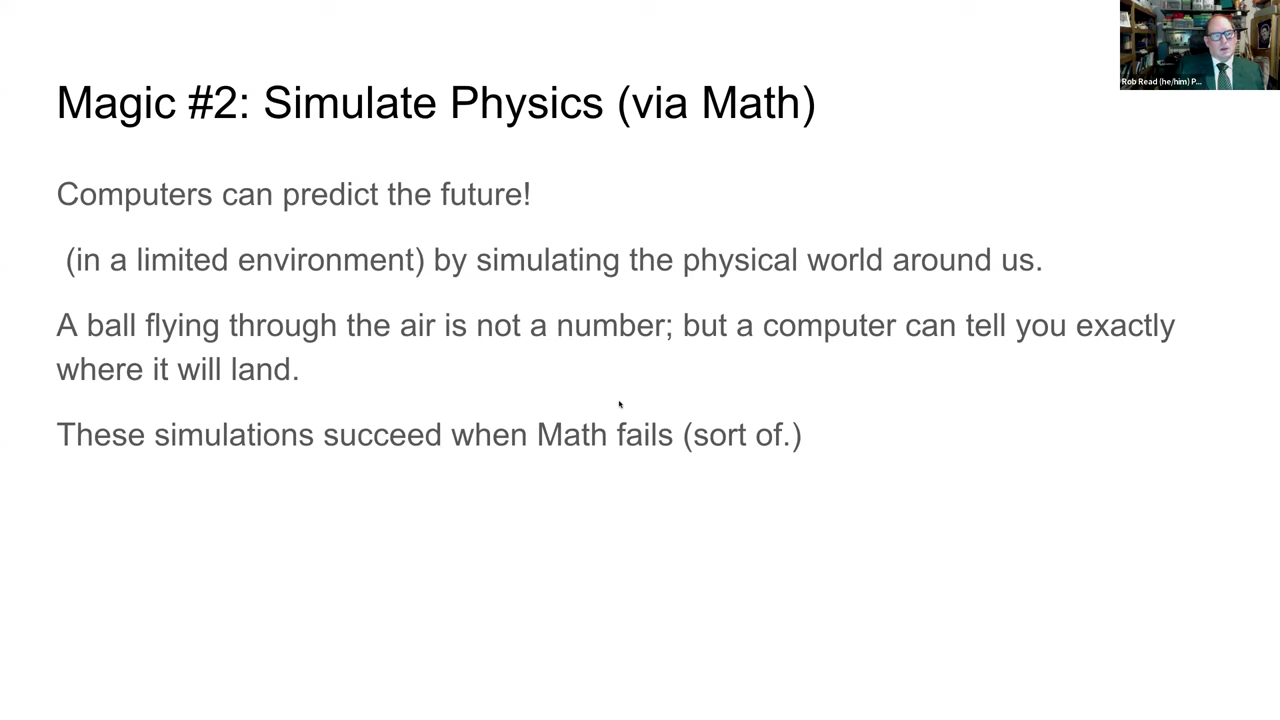 Magic #2: Simulate Physics (via Math)
Computers can predict the future!
(in a limited environment) by simulating the physical world around us.
A ball flying through the air is not a number; but a computer can tell you exactly
where it will land.
These simulations succeed when Math fails (sort of.)
Rob Read (he/him) P...